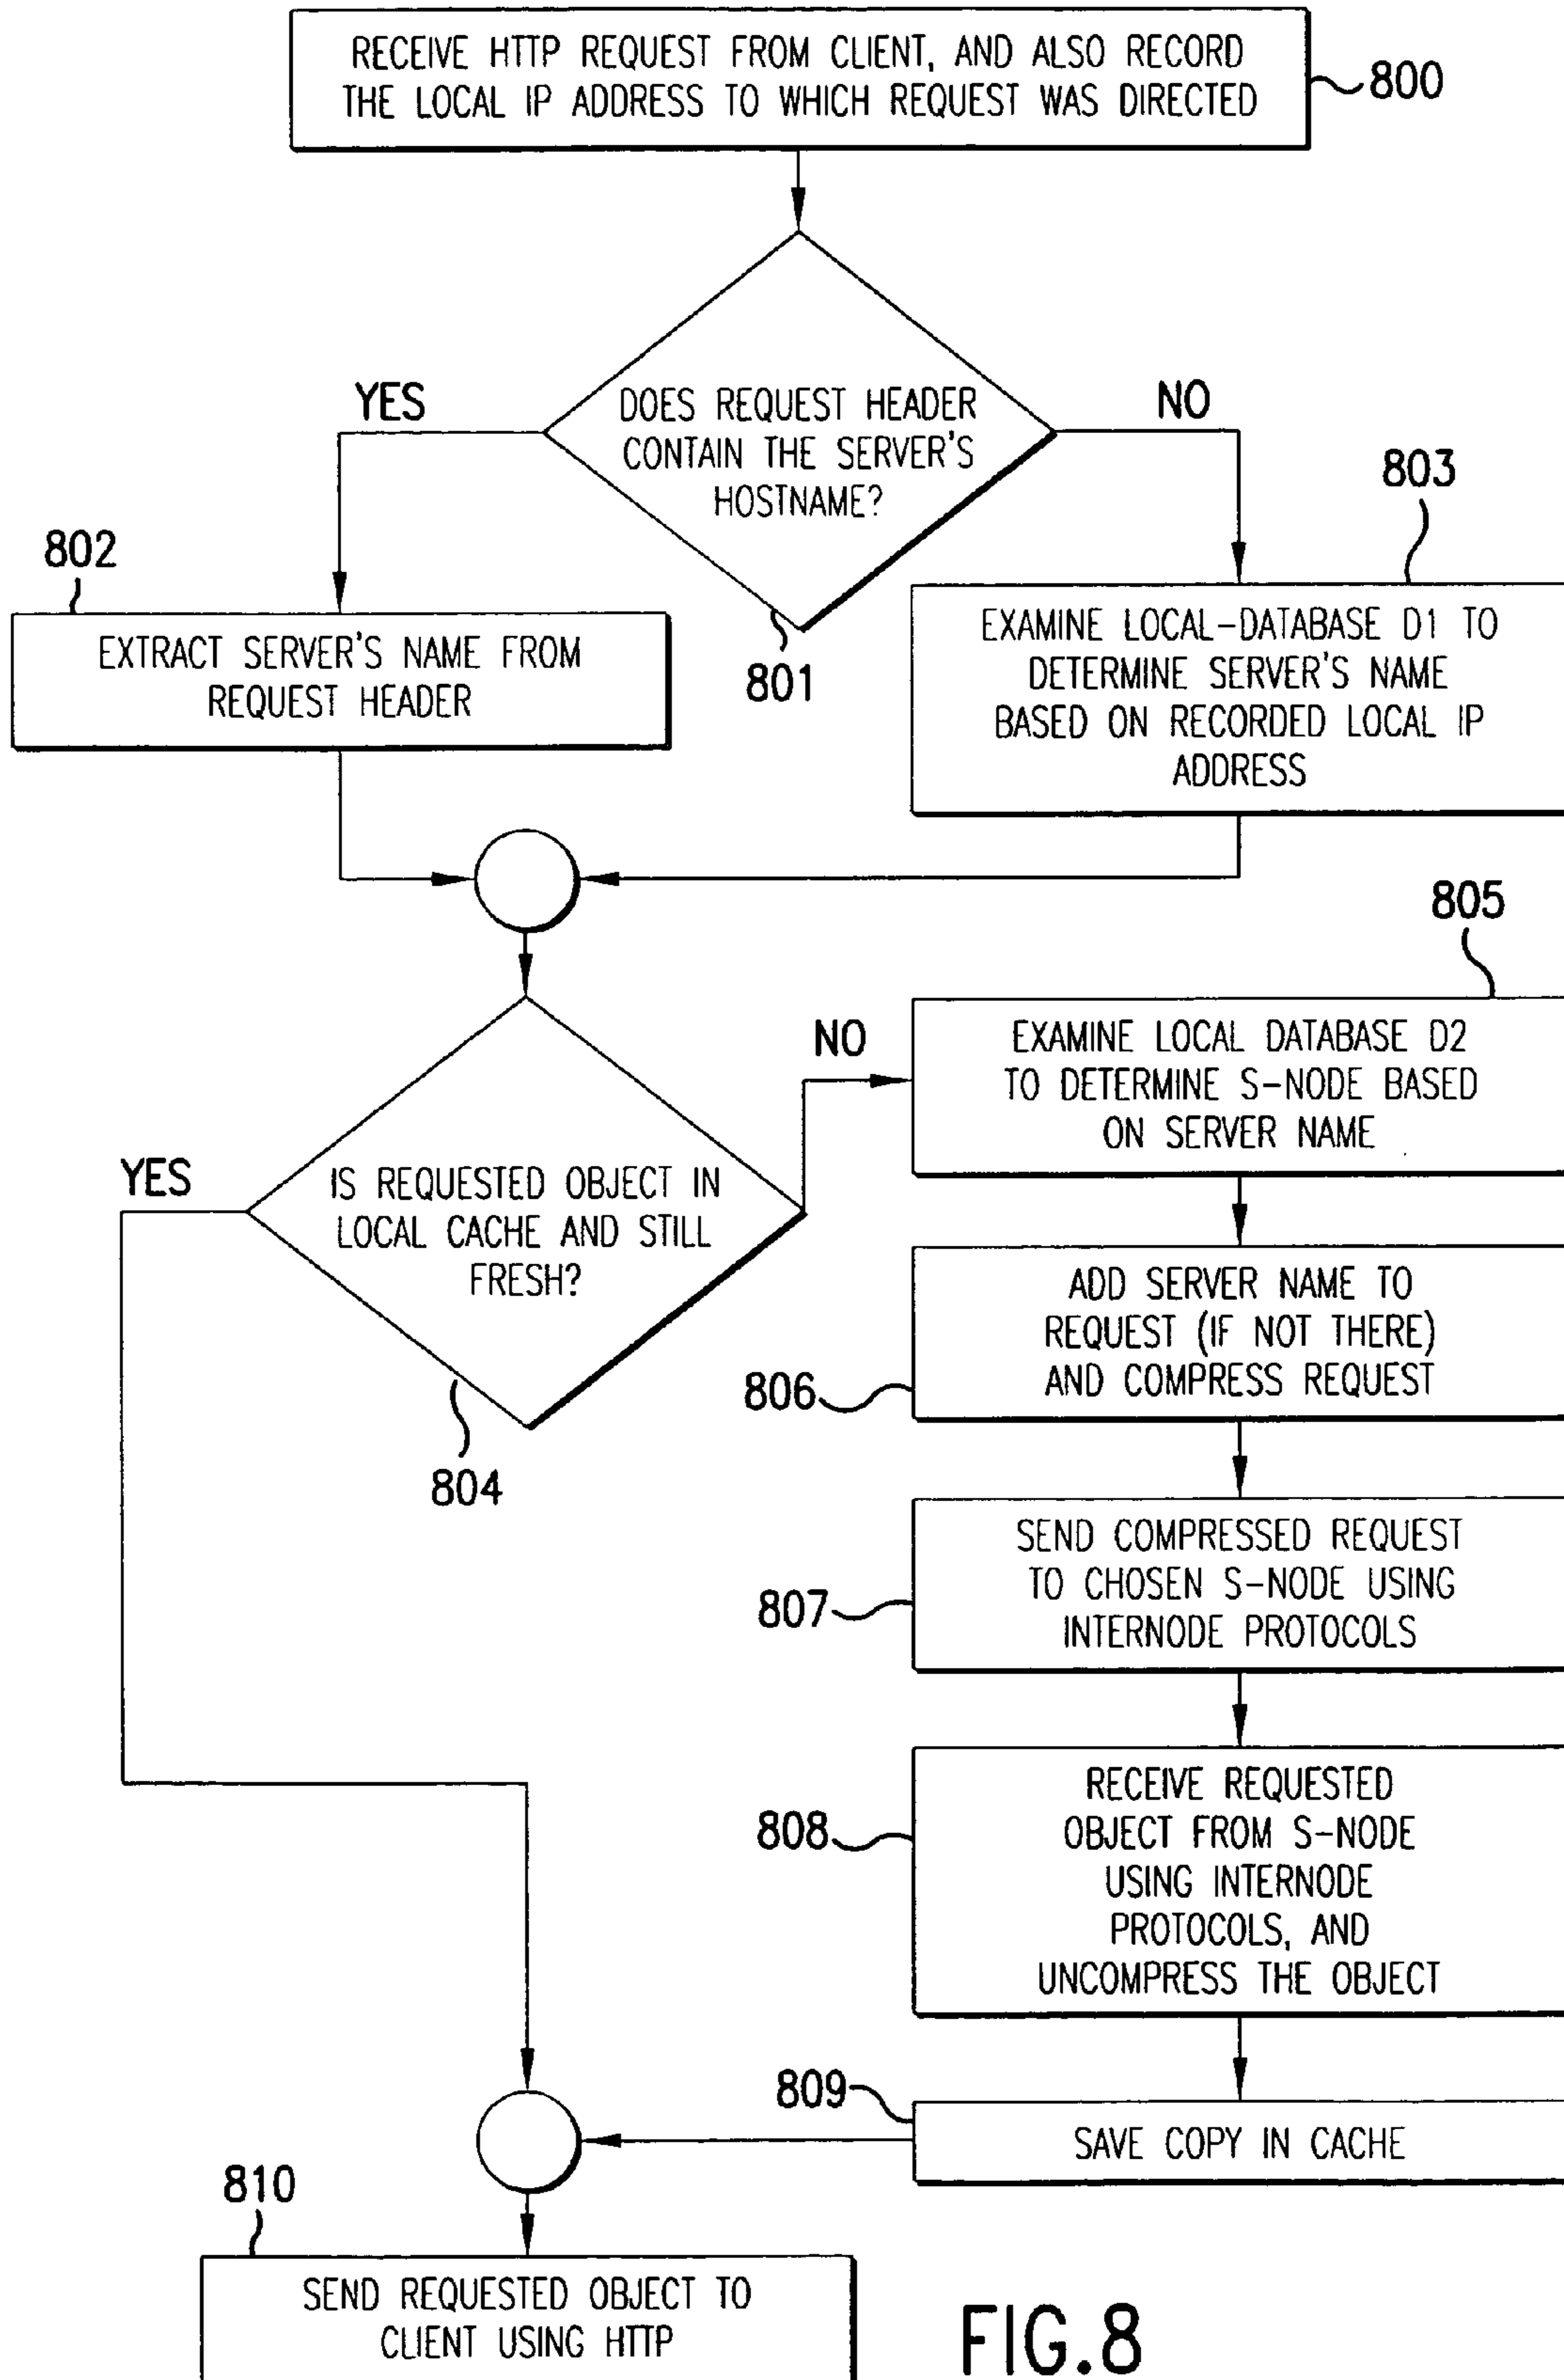 RECEIVE HTTP REQUEST FROM CLIENT, AND ALSO RECORD
THE LOCAL IP ADDRESS TO WHICH REQUEST WAS DIRECTED
800
DOES REQUEST HEADER
CONTAIN THE SERVER'S
HOSTNAME?
YES
NO
801
802
EXTRACT SERVER'S NAME FROM
REQUEST HEADER
803
EXAMINE LOCAL-DATABASE D1 TO
DETERMINE SERVER'S NAME
BASED ON RECORDED LOCAL IP
ADDRESS
IS REQUESTED OBJECT IN
LOCAL CACHE AND STILL
FRESH?
YES
NO
804
805
EXAMINE LOCAL DATABASE D2
TO DETERMINE S-NODE BASED
ON SERVER NAME
ADD SERVER NAME TO
REQUEST (IF NOT THERE)
AND COMPRESS REQUEST
806
SEND COMPRESSED REQUEST
TO CHOSEN S-NODE USING
INTERNODE PROTOCOLS
807
RECEIVE REQUESTED
OBJECT FROM S-NODE
USING INTERNODE
PROTOCOLS, AND
UNCOMPRESS THE OBJECT
808
809
SAVE COPY IN CACHE
810
SEND REQUESTED OBJECT TO
CLIENT USING HTTP
FIG.8